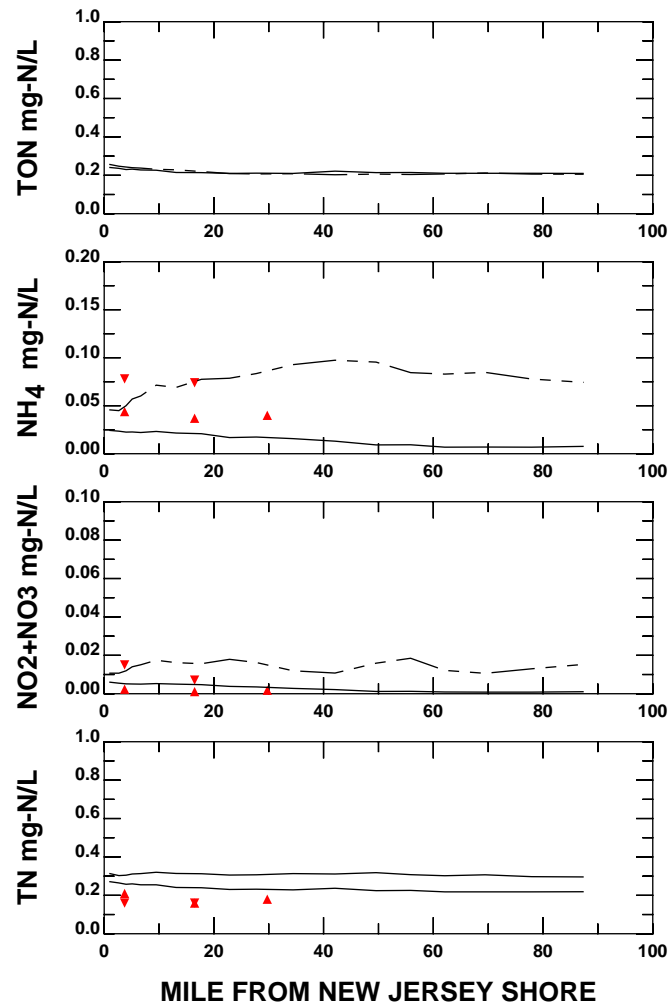 TON mg-N/L
1.0
0.8
0.6
0.4
0.2
0.0
0 20 40 60 80 100
NH4 mg-N/L
0.20
0.15
0.10
0.05
0.00
0 20 40 60 80 100
NO2+NO3 mg-N/L
0.10
0.08
0.06
0.04
0.02
0.00
0 20 40 60 80 100
TN mg-N/L
1.0
0.8
0.6
0.4
0.2
0.0
0 20 40 60 80 100
MILE FROM NEW JERSEY SHORE